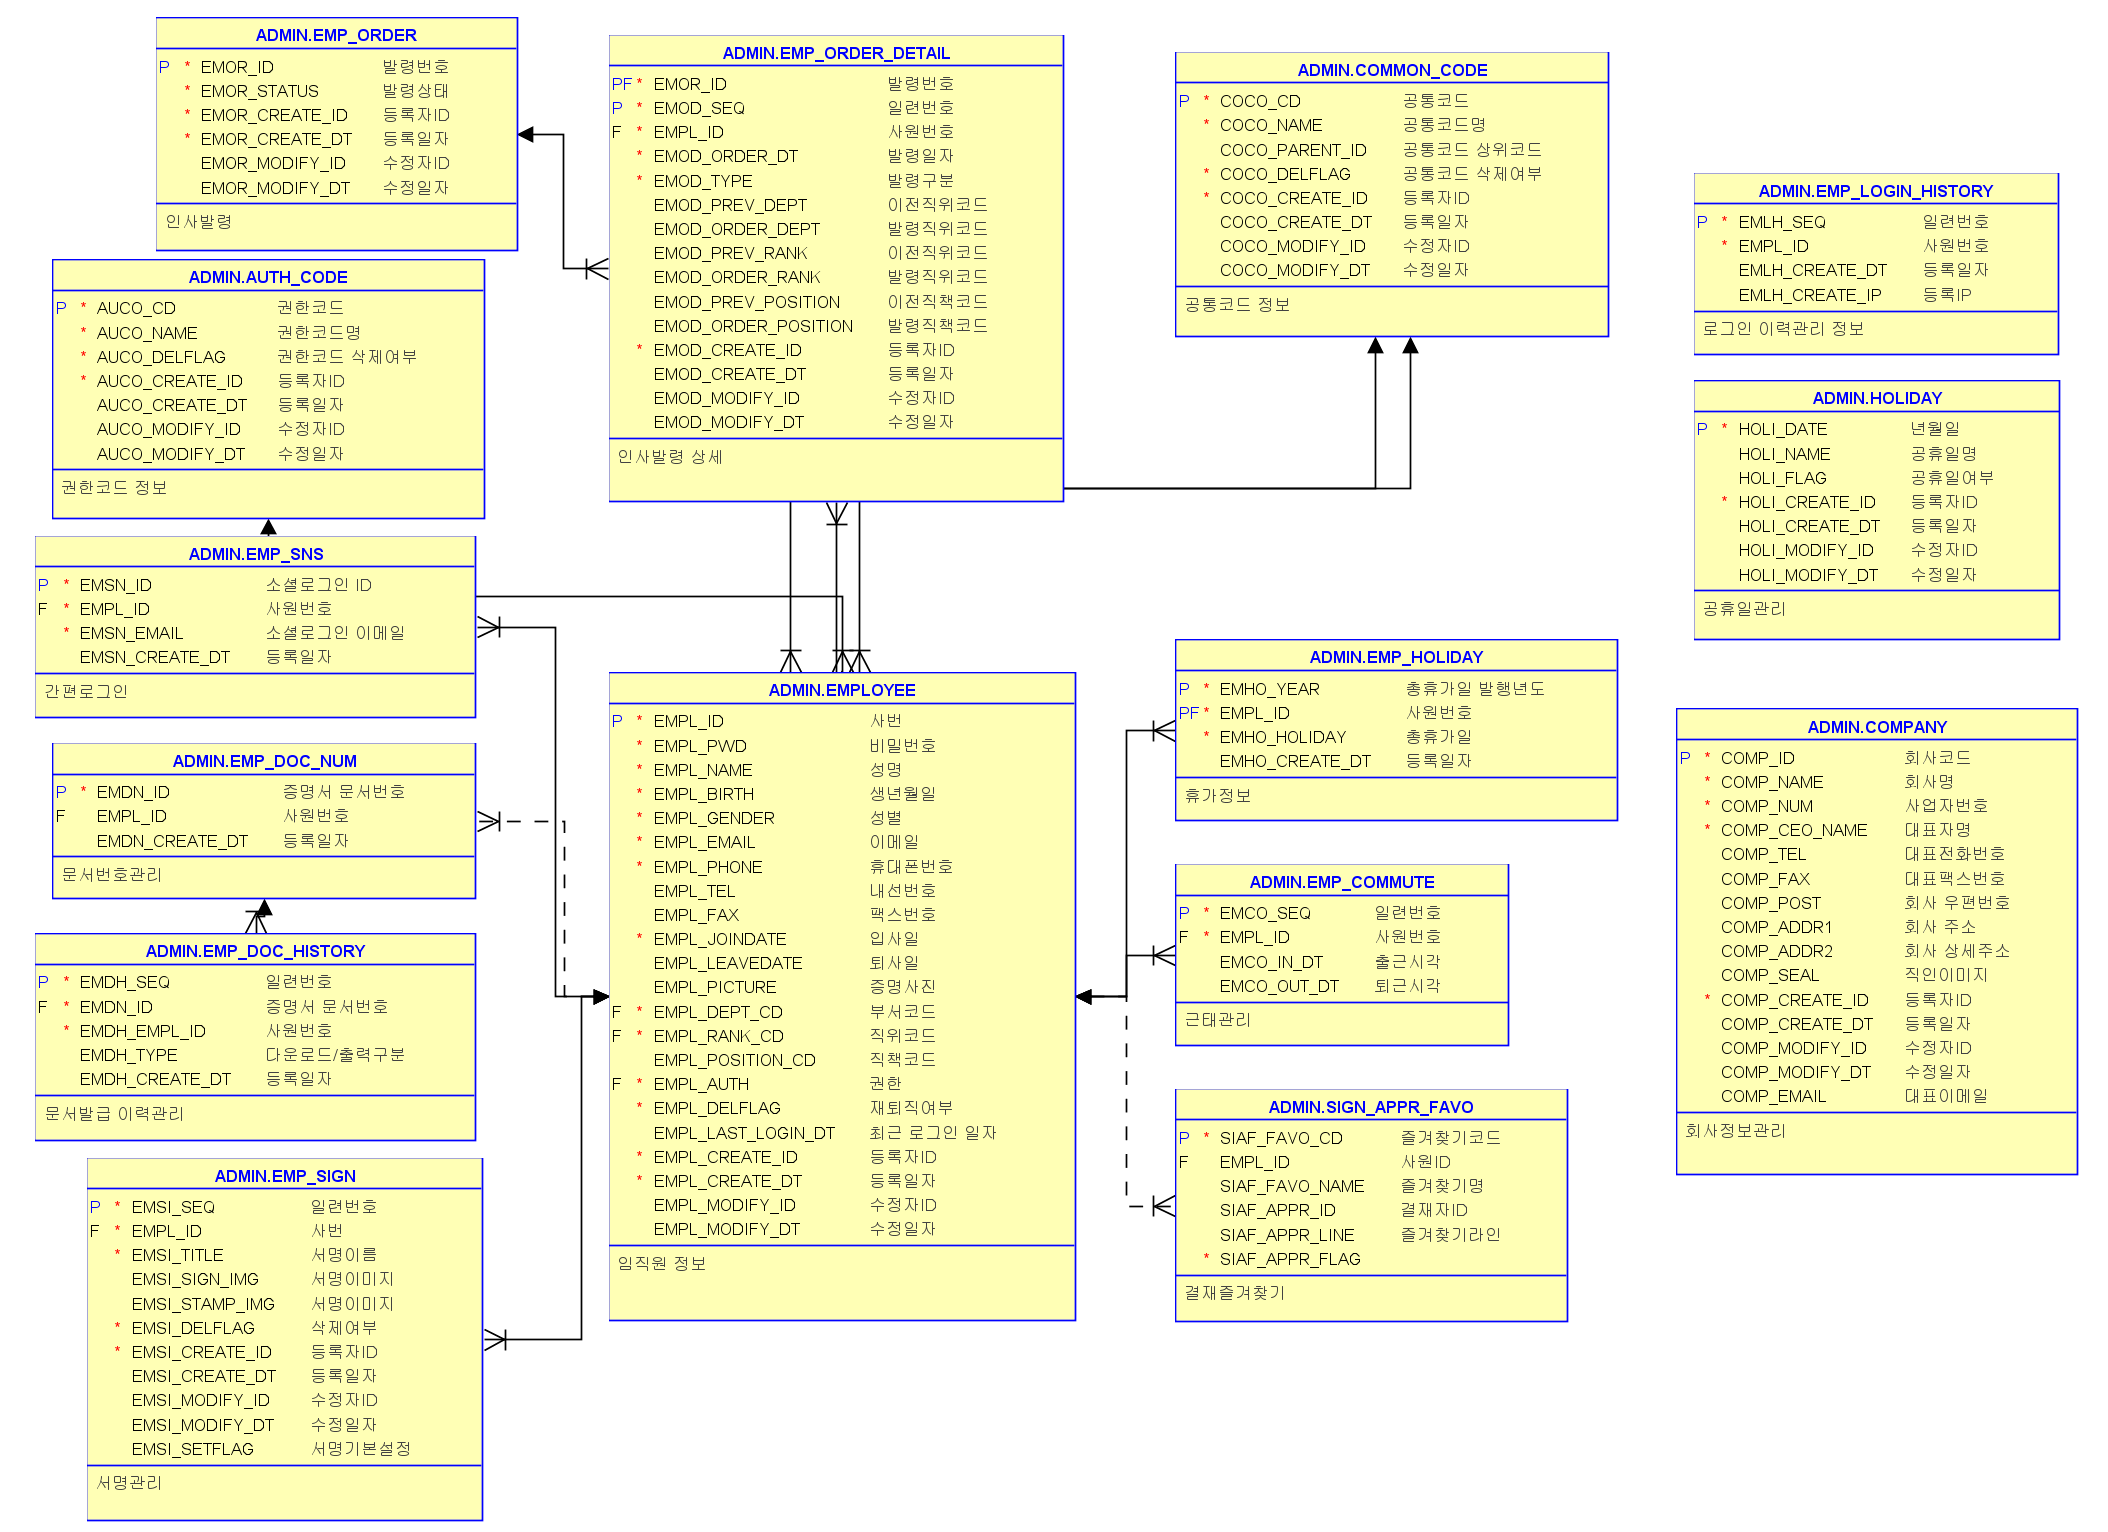 ADMIN.EMP_ORDER
P * EMOR_ID 발령번호
* EMOR_STATUS 발령상태
* EMOR_CREATE_ID 등록자ID
* EMOR_CREATE_DT 등록일자
EMOR_MODIFY_ID 수정자ID
EMOR_MODIFY_DT 수정일자
인사발령
ADMIN.AUTH_CODE
P * AUCO_CD 권한코드
* AUCO_NAME 권한코드명
* AUCO_DELFLAG 권한코드 삭제여부
* AUCO_CREATE_ID 등록자ID
AUCO_CREATE_DT 등록일자
AUCO_MODIFY_ID 수정자ID
AUCO_MODIFY_DT 수정일자
권한코드 정보
ADMIN.EMP_SNS
P * EMSN_ID 소셜로그인 ID
F * EMPL_ID 사원번호
* EMSN_EMAIL 소셜로그인 이메일
EMSN_CREATE_DT 등록일자
간편로그인
ADMIN.EMP_DOC_NUM
P * EMDN_ID 증명서 문서번호
F EMPL_ID 사원번호
EMDN_CREATE_DT 등록일자
문서번호관리
ADMIN.EMP_DOC_HISTORY
P * EMDH_SEQ 일련번호
F * EMDN_ID 증명서 문서번호
* EMDH_EMPL_ID 사원번호
EMDH_TYPE 다운로드/출력구분
EMDH_CREATE_DT 등록일자
문서발급 이력관리
ADMIN.EMP_SIGN
P * EMSI_SEQ 일련번호
F * EMPL_ID 사번
* EMSI_TITLE 서명이름
EMSI_SIGN_IMG 서명이미지
EMSI_STAMP_IMG 서명이미지
* EMSI_DELFLAG 삭제여부
* EMSI_CREATE_ID 등록자ID
EMSI_CREATE_DT 등록일자
EMSI_MODIFY_ID 수정자ID
EMSI_MODIFY_DT 수정일자
EMSI_SETFLAG 서명기본설정
서명관리
ADMIN.EMP_ORDER_DETAIL
PF * EMOR_ID 발령번호
P * EMOD_SEQ 일련번호
F * EMPL_ID 사원번호
* EMOD_ORDER_DT 발령일자
* EMOD_TYPE 발령구분
EMOD_PREV_DEPT 이전직위코드
EMOD_ORDER_DEPT 발령직위코드
EMOD_PREV_RANK 이전직위코드
EMOD_ORDER_RANK 발령직위코드
EMOD_PREV_POSITION 이전직책코드
EMOD_ORDER_POSITION 발령직책코드
* EMOD_CREATE_ID 등록자ID
EMOD_CREATE_DT 등록일자
EMOD_MODIFY_ID 수정자ID
EMOD_MODIFY_DT 수정일자
인사발령 상세
ADMIN.EMPLOYEE
P * EMPL_ID 사번
* EMPL_PWD 비밀번호
* EMPL_NAME 성명
* EMPL_BIRTH 생년월일
* EMPL_GENDER 성별
* EMPL_EMAIL 이메일
* EMPL_PHONE 휴대폰번호
EMPL_TEL 내선번호
EMPL_FAX 팩스번호
* EMPL_JOINDATE 입사일
EMPL_LEAVEDATE 퇴사일
EMPL_PICTURE 증명사진
F * EMPL_DEPT_CD 부서코드
F * EMPL_RANK_CD 직위코드
EMPL_POSITION_CD 직책코드
F * EMPL_AUTH 권한
* EMPL_DELFLAG 재퇴직여부
EMPL_LAST_LOGIN_DT 최근 로그인 일자
* EMPL_CREATE_ID 등록자ID
* EMPL_CREATE_DT 등록일자
EMPL_MODIFY_ID 수정자ID
EMPL_MODIFY_DT 수정일자
임직원 정보
ADMIN.COMMON_CODE
P * COCO_CD 공통코드
* COCO_NAME 공통코드명
COCO_PARENT_ID 공통코드 상위코드
* COCO_DELFLAG 공통코드 삭제여부
* COCO_CREATE_ID 등록자ID
COCO_CREATE_DT 등록일자
COCO_MODIFY_ID 수정자ID
COCO_MODIFY_DT 수정일자
공통코드 정보
ADMIN.EMP_HOLIDAY
P * EMHO_YEAR 총휴가일 발행년도
PF * EMPL_ID 사원번호
* EMHO_HOLIDAY 총휴가일
EMHO_CREATE_DT 등록일자
휴가정보
ADMIN.EMP_COMMUTE
P * EMCO_SEQ 일련번호
F * EMPL_ID 사원번호
EMCO_IN_DT 출근시각
EMCO_OUT_DT 퇴근시각
근태관리
ADMIN.SIGN_APPR_FAVO
P * SIAF_FAVO_CD 즐겨찾기코드
F EMPL_ID 사원ID
SIAF_FAVO_NAME 즐겨찾기명
SIAF_APPR_ID 결재자ID
SIAF_APPR_LINE 즐겨찾기라인
* SIAF_APPR_FLAG
결재즐겨찾기
ADMIN.EMP_LOGIN_HISTORY
P * EMLH_SEQ 일련번호
* EMPL_ID 사원번호
EMLH_CREATE_DT 등록일자
EMLH_CREATE_IP 등록IP
로그인 이력관리 정보
ADMIN.HOLIDAY
P * HOLI_DATE 년월일
HOLI_NAME 공휴일명
HOLI_FLAG 공휴일여부
* HOLI_CREATE_ID 등록자ID
HOLI_CREATE_DT 등록일자
HOLI_MODIFY_ID 수정자ID
HOLI_MODIFY_DT 수정일자
공휴일관리
ADMIN.COMPANY
P * COMP_ID 회사코드
* COMP_NAME 회사명
* COMP_NUM 사업자번호
* COMP_CEO_NAME 대표자명
COMP_TEL 대표전화번호
COMP_FAX 대표팩스번호
COMP_POST 회사 우편번호
COMP_ADDR1 회사 주소
COMP_ADDR2 회사 상세주소
COMP_SEAL 직인이미지
* COMP_CREATE_ID 등록자ID
COMP_CREATE_DT 등록일자
COMP_MODIFY_ID 수정자ID
COMP_MODIFY_DT 수정일자
COMP_EMAIL 대표이메일
회사정보관리